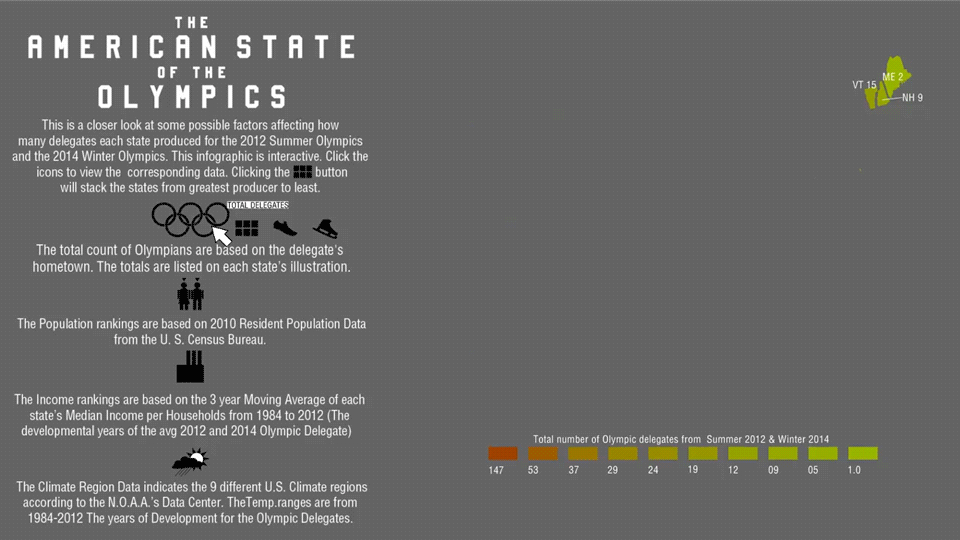 THE
AMERICAN STATE
OF THE
OLYMPICS
This is a closer look at some possible factors affecting how
many delegates each state produced for the 2012 Summer Olympics
and the 2014 Winter Olympics. This infographic is interactive. Click the
icons to view the corresponding data. Clicking the button
will stack the states from greatest producer to least.
TOTAL DELEGATES
The total count of Olympians are based on the delegate's
hometown. The totals are listed on each state's illustration.
The Population rankings are based on 2010 Resident Population Data
from the U. S. Census Bureau.
The Income rankings are based on the 3 year Moving Average of each
state's Median Income per Households from 1984 to 2012 (The
developmental years of the avg 2012 and 2014 Olympic Delegate)
The Climate Region Data indicates the 9 different U.S. Climate regions
according to the N.O.A.A.'s Data Center. TheTemp.ranges are from
1984-2012 The years of Development for the Olympic Delegates.
ME 2
VT 15
NH 9
Total number of Olympic delegates from Summer 2012 & Winter 2014
147 53 37 29 24 19 12 09 05 1.0